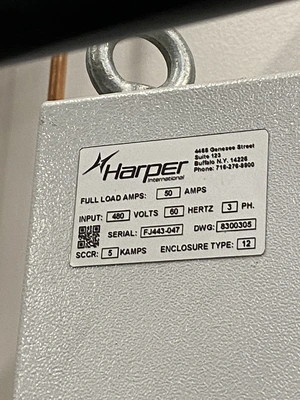 Harper
International
4455 Genesee Street
Suite 123
Buffalo N.Y. 14225
Phone: 716-276-9900
FULL LOAD AMPS: 50 AMPS
INPUT: 480 VOLTS 60 HERTZ 3 PH.
SERIAL: FJ443-047 DWG: 8300305
SCCR: 5 KAMPS ENCLOSURE TYPE: 12